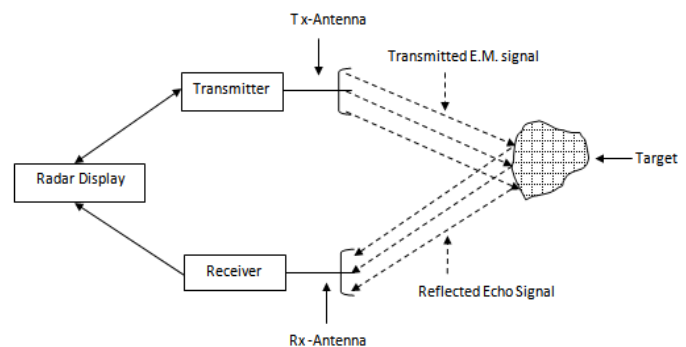 Tx-Antenna
Transmitted E.M. signal
Transmitter
Target
Radar Display
Receiver
Reflected Echo Signal
Rx-Antenna